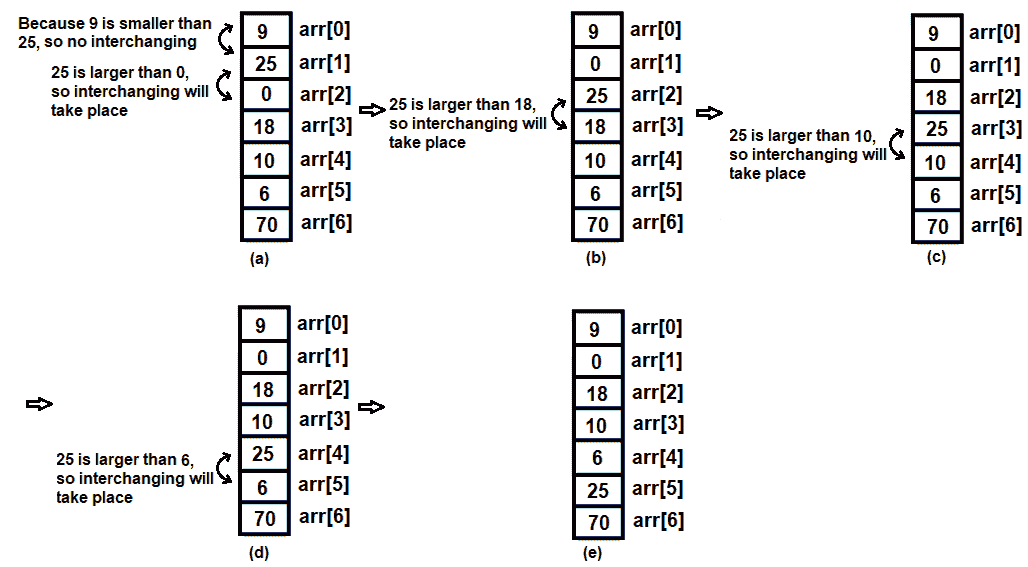 Because 9 is smaller than
25, so no interchanging
25 is larger than 0,
so interchanging will
take place
9 arr[0]
25 arr[1]
0 arr[2]
18 arr[3]
10 arr[4]
6 arr[5]
70 arr[6]
(a)
25 is larger than 18,
so interchanging will
take place
9 arr[0]
0 arr[1]
25 arr[2]
18 arr[3]
10 arr[4]
6 arr[5]
70 arr[6]
(b)
25 is larger than 10,
so interchanging will
take place
9 arr[0]
0 arr[1]
18 arr[2]
25 arr[3]
10 arr[4]
6 arr[5]
70 arr[6]
(c)
25 is larger than 6,
so interchanging will
take place
9 arr[0]
0 arr[1]
18 arr[2]
10 arr[3]
25 arr[4]
6 arr[5]
70 arr[6]
(d)
9 arr[0]
0 arr[1]
18 arr[2]
10 arr[3]
6 arr[4]
25 arr[5]
70 arr[6]
(e)